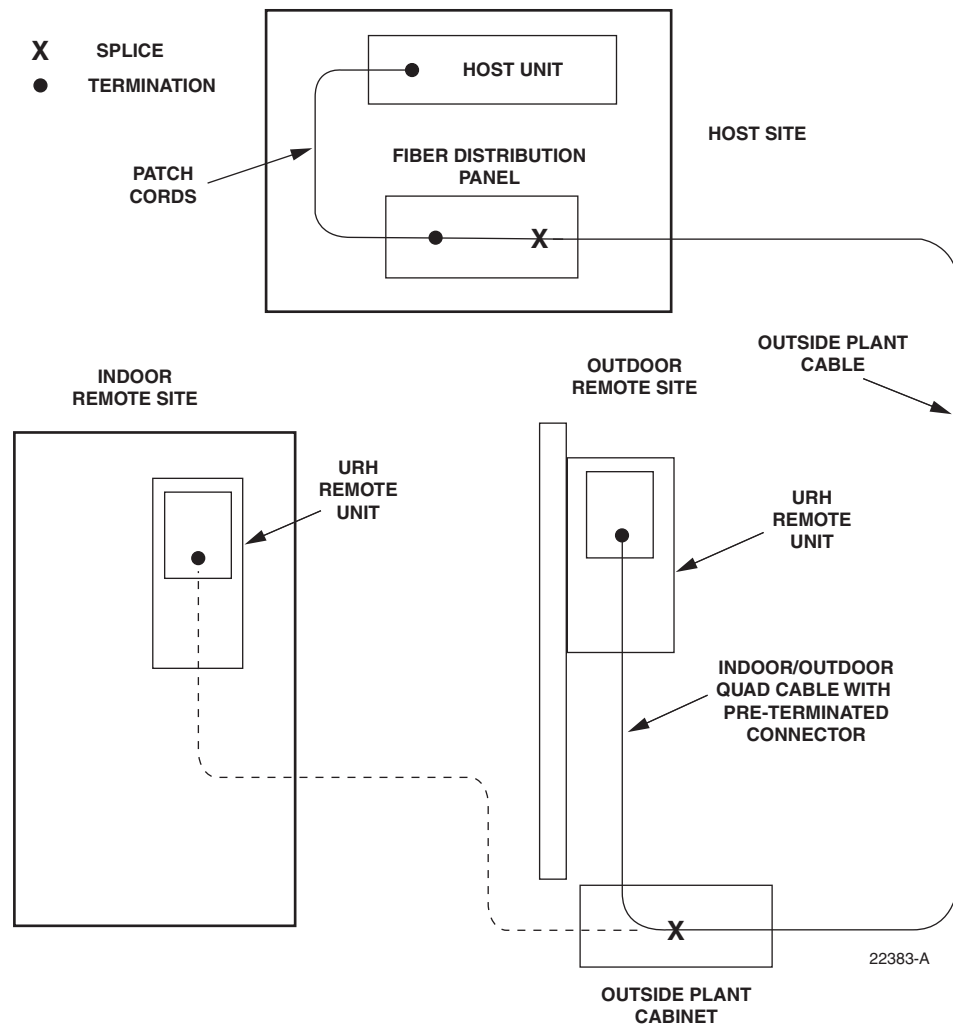 X SPLICE
TERMINATION
HOST UNIT
HOST SITE
FIBER DISTRIBUTION
PANEL
PATCH
CORDS
X
OUTSIDE PLANT
CABLE
INDOOR
REMOTE SITE
OUTDOOR
REMOTE SITE
URH
REMOTE
UNIT
URH
REMOTE
UNIT
INDOOR/OUTDOOR
QUAD CABLE WITH
PRE-TERMINATED
CONNECTOR
X
22383-A
OUTSIDE PLANT
CABINET